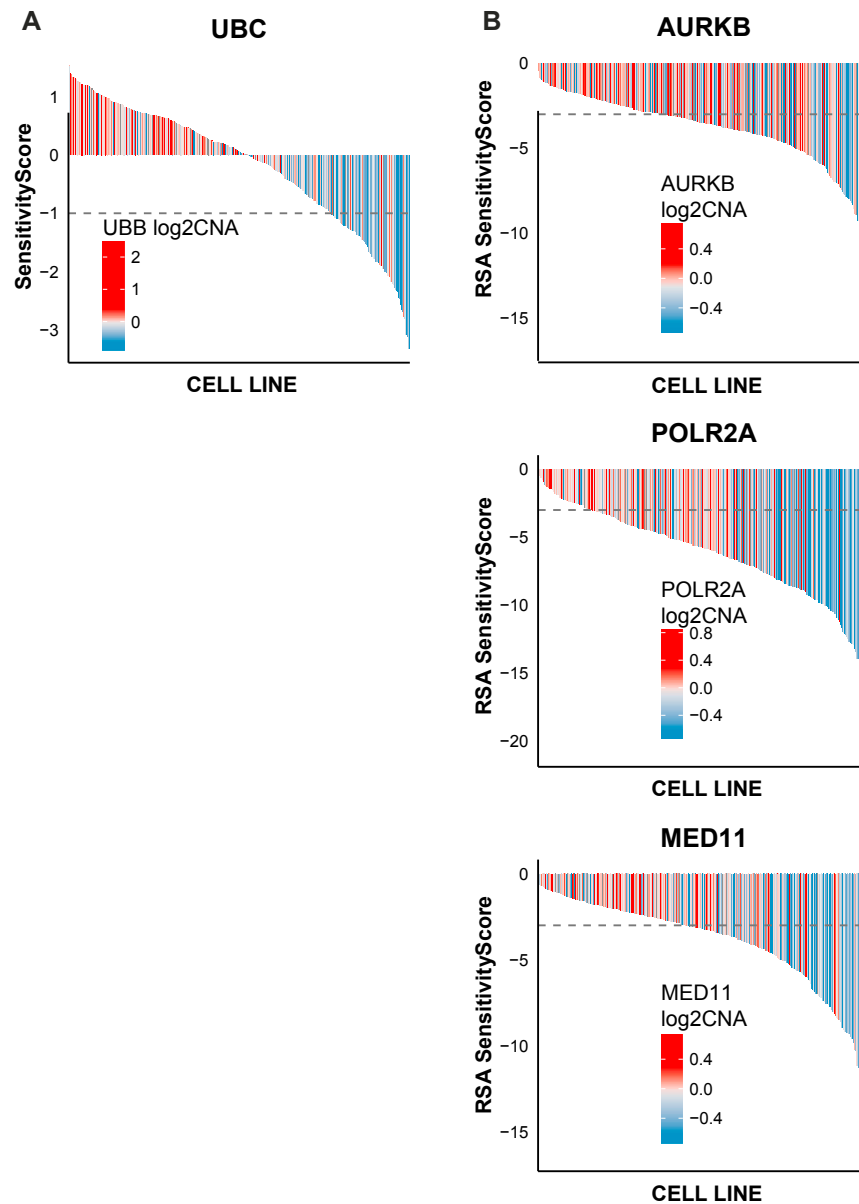 A
UBC
SensitivityScore
1
0
−1
−2
−3
UBB log2CNA
2
1
0
CELL LINE
B
AURKB
RSA SensitivityScore
0
−5
−10
−15
AURKB
log2CNA
0.4
0.0
−0.4
CELL LINE
POLR2A
RSA SensitivityScore
0
−5
−10
−15
−20
POLR2A
log2CNA
0.8
0.4
0.0
−0.4
CELL LINE
MED11
RSA SensitivityScore
0
−5
−10
−15
MED11
log2CNA
0.4
0.0
−0.4
CELL LINE